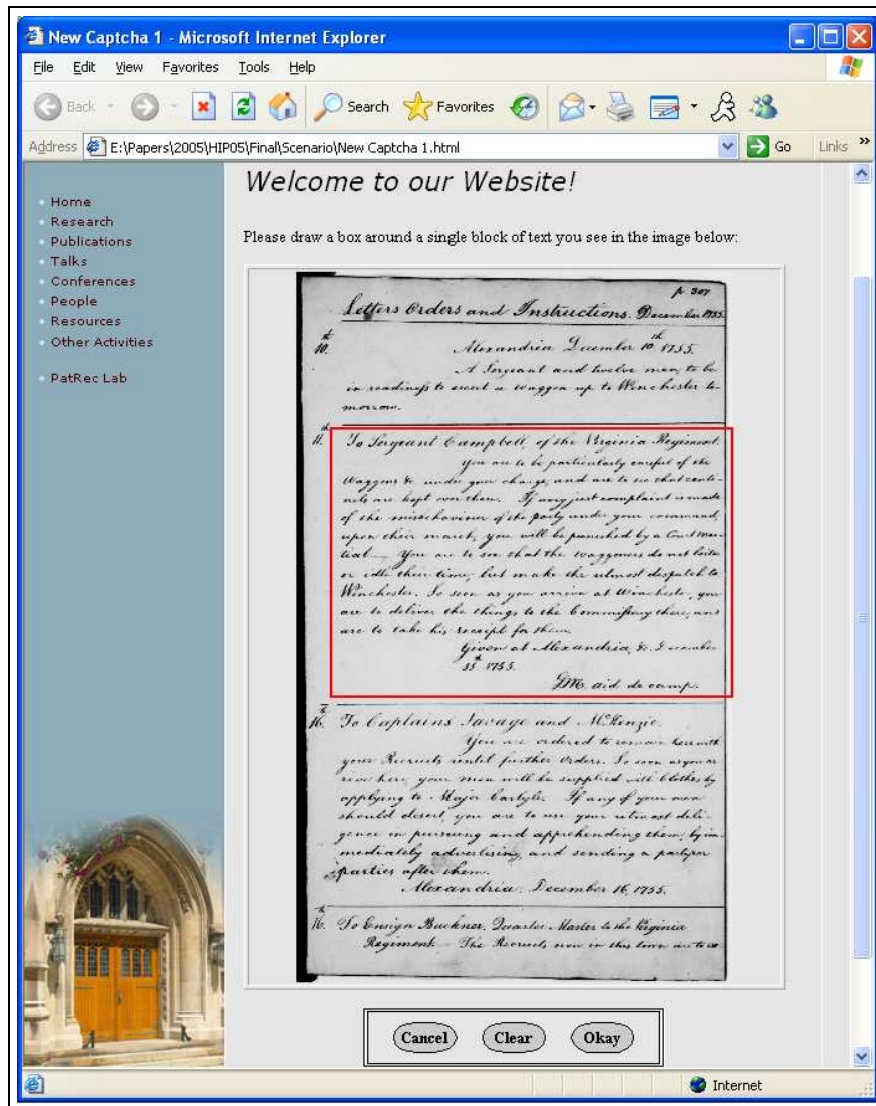 New Captcha 1 - Microsoft Internet Explorer
File Edit View Favorites Tools Help
Back Search Favorites
Address E:\Papers\2005\HIP05\Final\Scenario\New Captcha 1.html Go Links »
Home
Research
Publications
Talks
Conferences
People
Resources
Other Activities
PatRec Lab
Welcome to our Website!
Please draw a box around a single block of text you see in the image below:
p. 307
Letters Orders and Instructions. December 1755.
10.th Alexandria December 10.th 1755.
A Sergeant and twelve men, to be
in readiness to escort a waggon up to Winchester to-
morrow.
11.th To Sergeant Campbell, of the Virginia Regiment.
You are to be particularly careful of the
Waggons &c under your charge, and are to see that centi-
nels are kept over them. If any just complaint is made
of the misbehaviour of the party under your command,
upon their march, you will be punished by a Court Mar-
tial You are to see that the waggoners do not loiter
or idle their time; but make the utmost despatch to
Winchester. So soon as you arrive at Winchester, you
are to deliver the things to the Commissary there, and
are to take his receipt for them.
Given at Alexandria, &c. December
1755.
aid de camp.
16.th To Captains Savage and McKenzie.
You are ordered to remain here with
your Recruits until further Orders. So soon as you
here, your men will be supplied with Clothes by
applying to Major Carlyle. If any of your men
should desert, you are to use your utmost dili-
gence in pursuing and apprehending them, by im-
mediately advertising, and sending a party or
parties after them.
Alexandria. December 16, 1755.
16.th To Ensign Buckner. Quarter Master to the Virginia
Regiment The Recruits now in this town are to
Cancel Clear Okay
Internet